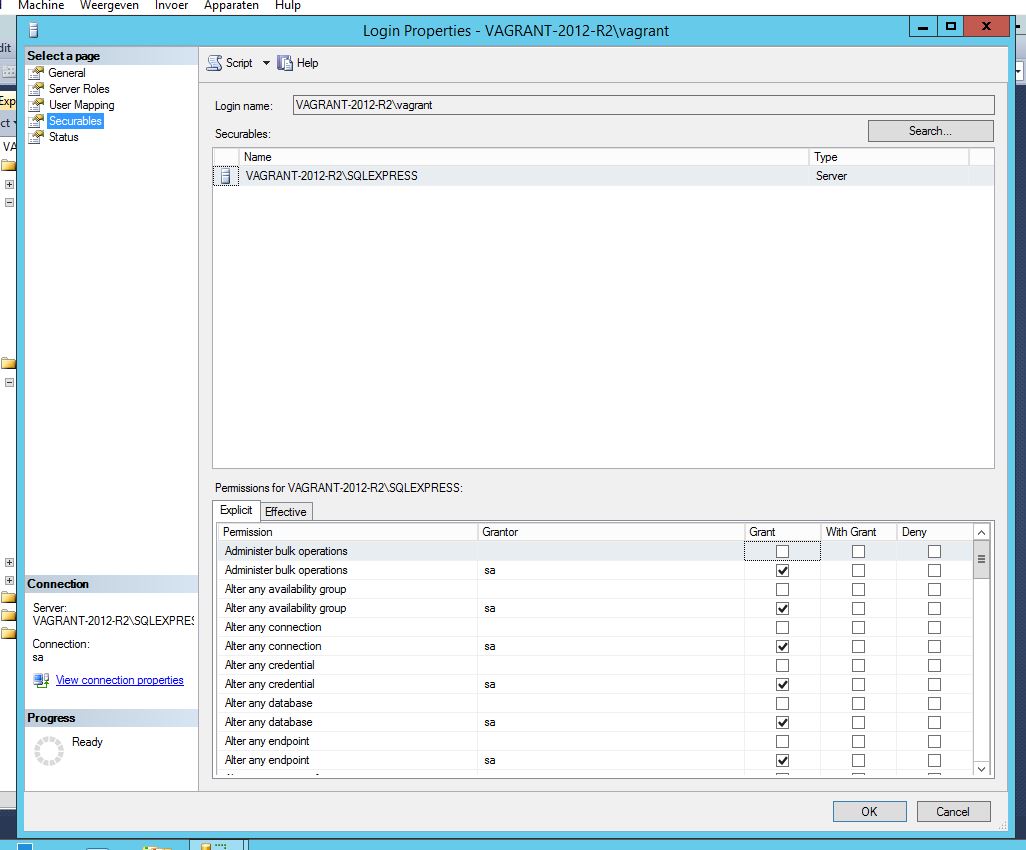 Machine Weergeven Invoer Apparaten Help
Login Properties - VAGRANT-2012-R2\vagrant
Select a page
General
Server Roles
User Mapping
Securables
Status
Script Help
Login name: VAGRANT-2012-R2\vagrant
Securables:
Search...
Name Type
VAGRANT-2012-R2\SQLEXPRESS Server
Permissions for VAGRANT-2012-R2\SQLEXPRESS:
Explicit Effective
Permission Grantor Grant With Grant Deny
Administer bulk operations
Administer bulk operations sa
Alter any availability group
Alter any availability group sa
Alter any connection
Alter any connection sa
Alter any credential
Alter any credential sa
Alter any database
Alter any database sa
Alter any endpoint
Alter any endpoint sa
Connection
Server:
VAGRANT-2012-R2\SQLEXPRES
Connection:
sa
View connection properties
Progress
Ready
OK Cancel